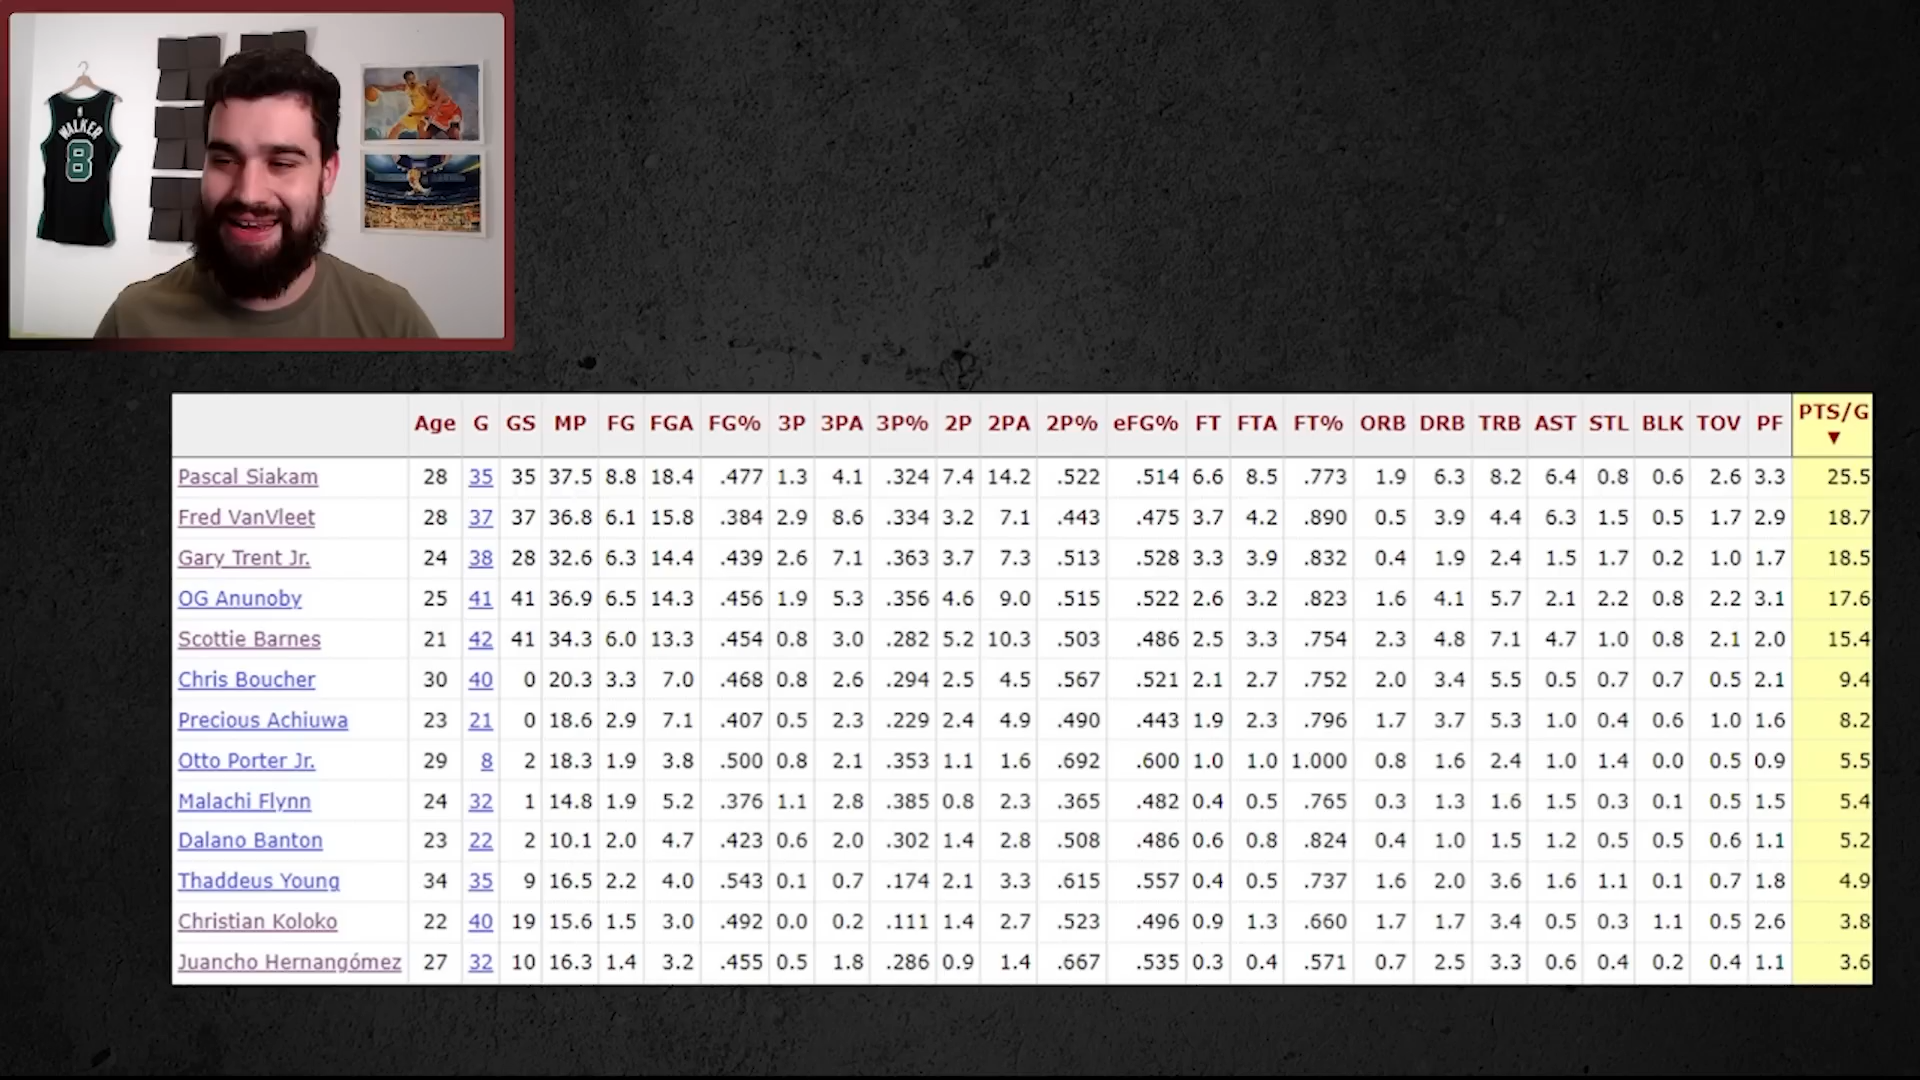 WALKER
8
Age G GS MP FG FGA FG% 3P 3PA 3P% 2P 2PA 2P% eFG% FT FTA FT% ORB DRB TRB AST STL BLK TOV PF PTS/G ▼
Pascal Siakam 28 35 35 37.5 8.8 18.4 .477 1.3 4.1 .324 7.4 14.2 .522 .514 6.6 8.5 .773 1.9 6.3 8.2 6.4 0.8 0.6 2.6 3.3 25.5
Fred VanVleet 28 37 37 36.8 6.1 15.8 .384 2.9 8.6 .334 3.2 7.1 .443 .475 3.7 4.2 .890 0.5 3.9 4.4 6.3 1.5 0.5 1.7 2.9 18.7
Gary Trent Jr. 24 38 28 32.6 6.3 14.4 .439 2.6 7.1 .363 3.7 7.3 .513 .528 3.3 3.9 .832 0.4 1.9 2.4 1.5 1.7 0.2 1.0 1.7 18.5
OG Anunoby 25 41 41 36.9 6.5 14.3 .456 1.9 5.3 .356 4.6 9.0 .515 .522 2.6 3.2 .823 1.6 4.1 5.7 2.1 2.2 0.8 2.2 3.1 17.6
Scottie Barnes 21 42 41 34.3 6.0 13.3 .454 0.8 3.0 .282 5.2 10.3 .503 .486 2.5 3.3 .754 2.3 4.8 7.1 4.7 1.0 0.8 2.1 2.0 15.4
Chris Boucher 30 40 0 20.3 3.3 7.0 .468 0.8 2.6 .294 2.5 4.5 .567 .521 2.1 2.7 .752 2.0 3.4 5.5 0.5 0.7 0.7 0.5 2.1 9.4
Precious Achiuwa 23 21 0 18.6 2.9 7.1 .407 0.5 2.3 .229 2.4 4.9 .490 .443 1.9 2.3 .796 1.7 3.7 5.3 1.0 0.4 0.6 1.0 1.6 8.2
Otto Porter Jr. 29 8 2 18.3 1.9 3.8 .500 0.8 2.1 .353 1.1 1.6 .692 .600 1.0 1.0 1.000 0.8 1.6 2.4 1.0 1.4 0.0 0.5 0.9 5.5
Malachi Flynn 24 32 1 14.8 1.9 5.2 .376 1.1 2.8 .385 0.8 2.3 .365 .482 0.4 0.5 .765 0.3 1.3 1.6 1.5 0.3 0.1 0.5 1.5 5.4
Dalano Banton 23 22 2 10.1 2.0 4.7 .423 0.6 2.0 .302 1.4 2.8 .508 .486 0.6 0.8 .824 0.4 1.0 1.5 1.2 0.5 0.5 0.6 1.1 5.2
Thaddeus Young 34 35 9 16.5 2.2 4.0 .543 0.1 0.7 .174 2.1 3.3 .615 .557 0.4 0.5 .737 1.6 2.0 3.6 1.6 1.1 0.1 0.7 1.8 4.9
Christian Koloko 22 40 19 15.6 1.5 3.0 .492 0.0 0.2 .111 1.4 2.7 .523 .496 0.9 1.3 .660 1.7 1.7 3.4 0.5 0.3 1.1 0.5 2.6 3.8
Juancho Hernangómez 27 32 10 16.3 1.4 3.2 .455 0.5 1.8 .286 0.9 1.4 .667 .535 0.3 0.4 .571 0.7 2.5 3.3 0.6 0.4 0.2 0.4 1.1 3.6